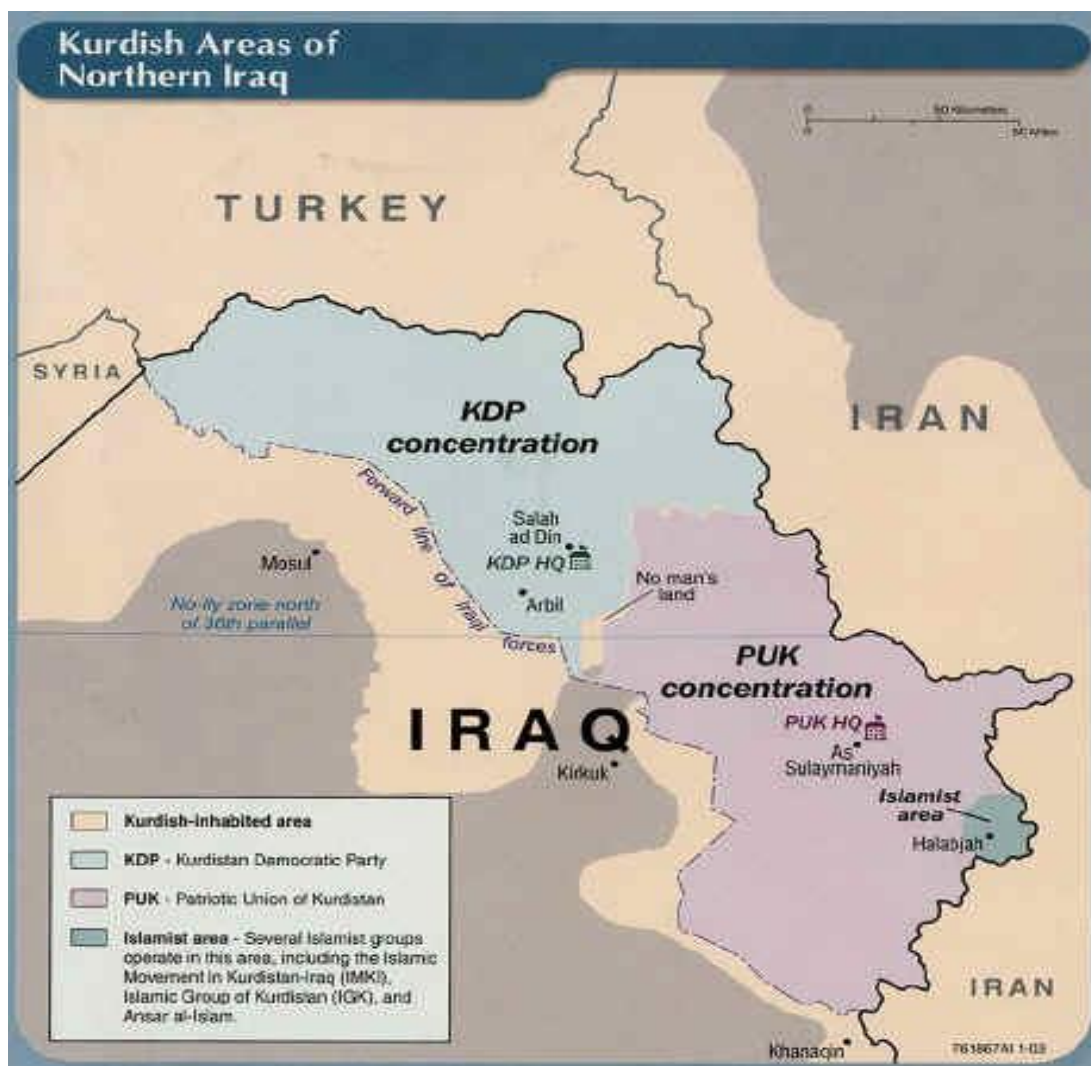 Kurdish Areas of
Northern Iraq
0 50 Kilometers
0 50 Miles
TURKEY
SYRIA
IRAN
KDP
concentration
Forward line of Iraqi forces
Salah
ad Din
KDP HQ
Mosul
Arbil
No man's
land
No-fly zone north
of 36th parallel
PUK
concentration
IRAQ
PUK HQ
As
Sulaymaniyah
Kirkuk
Islamist
area
Halabjah
Kurdish-inhabited area
KDP - Kurdistan Democratic Party
PUK - Patriotic Union of Kurdistan
Islamist area - Several Islamist groups
operate in this area, including the Islamic
Movement in Kurdistan-Iraq (IMKI),
Islamic Group of Kurdistan (IGK), and
Ansar al-Islam.
IRAN
Khanaqin
761867AI 1-03